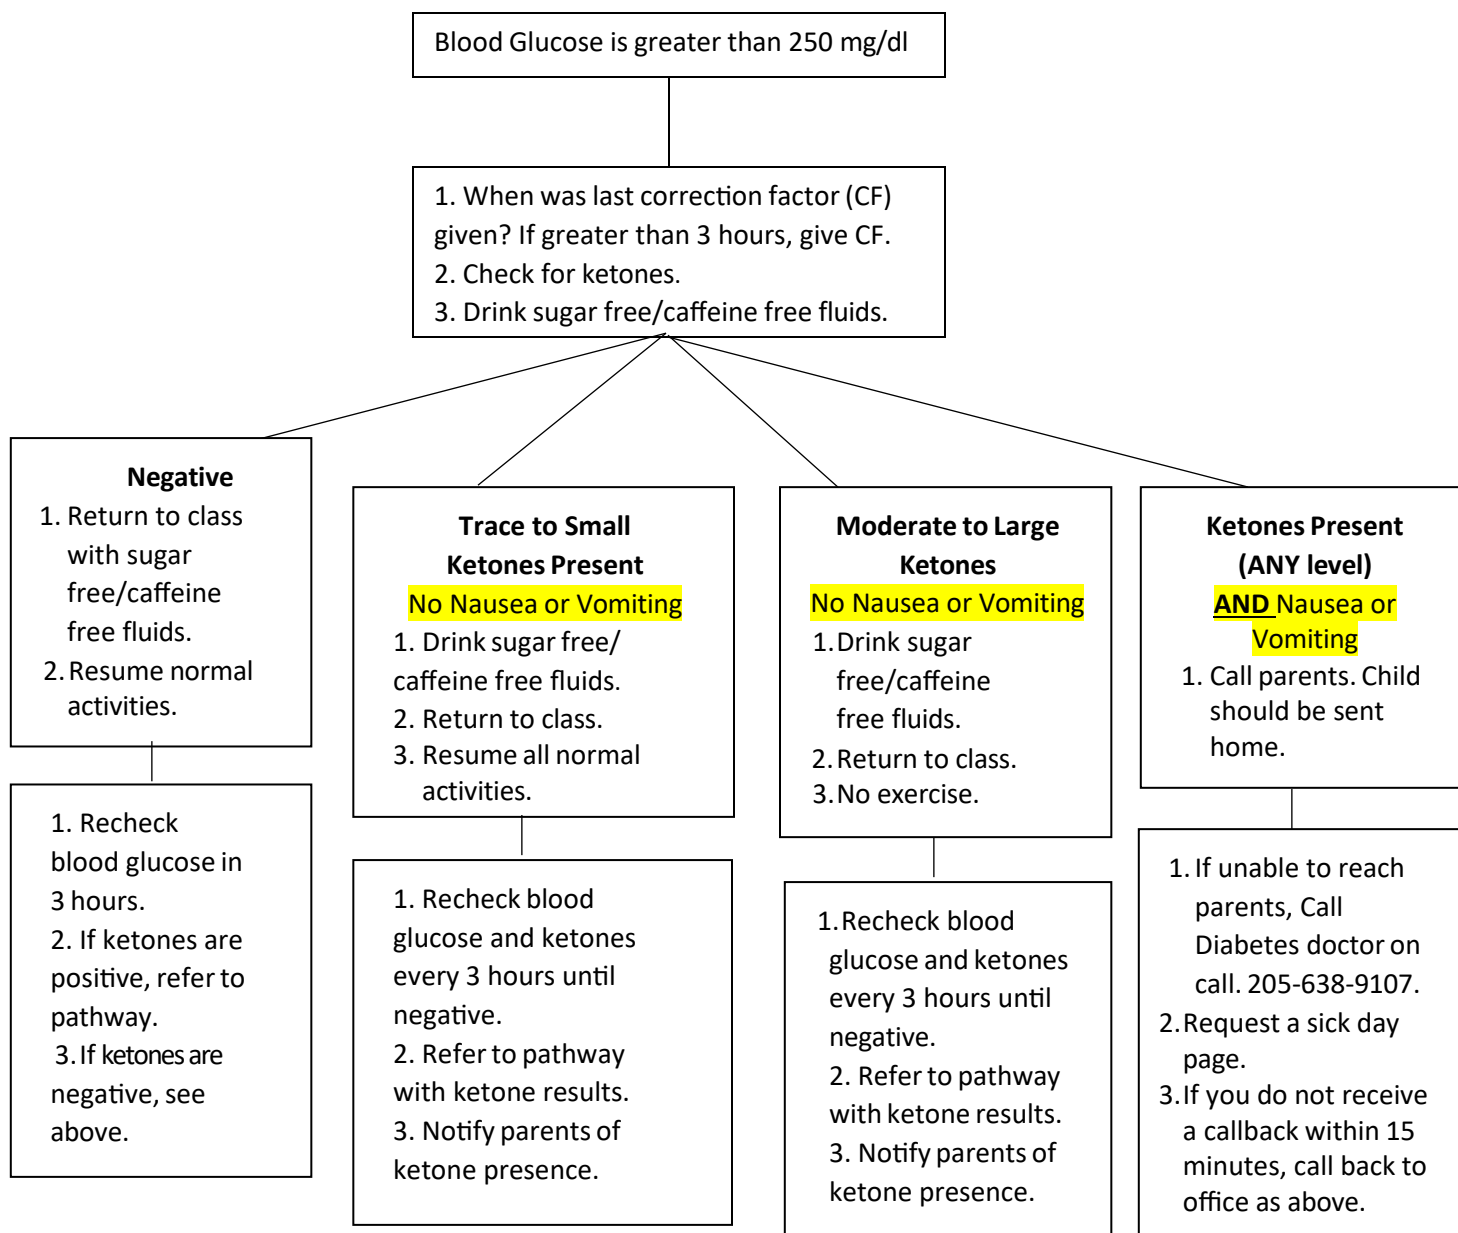 Blood Glucose is greater than 250 mg/dl
1. When was last correction factor (CF)
given? If greater than 3 hours, give CF.
2. Check for ketones.
3. Drink sugar free/caffeine free fluids.
Negative
1. Return to class
with sugar
free/caffeine
free fluids.
2. Resume normal
activities.
1. Recheck
blood glucose in
3 hours.
2. If ketones are
positive, refer to
pathway.
3. If ketones are
negative, see
above.
Trace to Small
Ketones Present
No Nausea or Vomiting
1. Drink sugar free/
caffeine free fluids.
2. Return to class.
3. Resume all normal
activities.
1. Recheck blood
glucose and ketones
every 3 hours until
negative.
2. Refer to pathway
with ketone results.
3. Notify parents of
ketone presence.
Moderate to Large
Ketones
No Nausea or Vomiting
1. Drink sugar
free/caffeine
free fluids.
2. Return to class.
3. No exercise.
1. Recheck blood
glucose and ketones
every 3 hours until
negative.
2. Refer to pathway
with ketone results.
3. Notify parents of
ketone presence.
Ketones Present
(ANY level)
AND Nausea or
Vomiting
1. Call parents. Child
should be sent
home.
1. If unable to reach
parents, Call
Diabetes doctor on
call. 205-638-9107.
2. Request a sick day
page.
3. If you do not receive
a callback within 15
minutes, call back to
office as above.